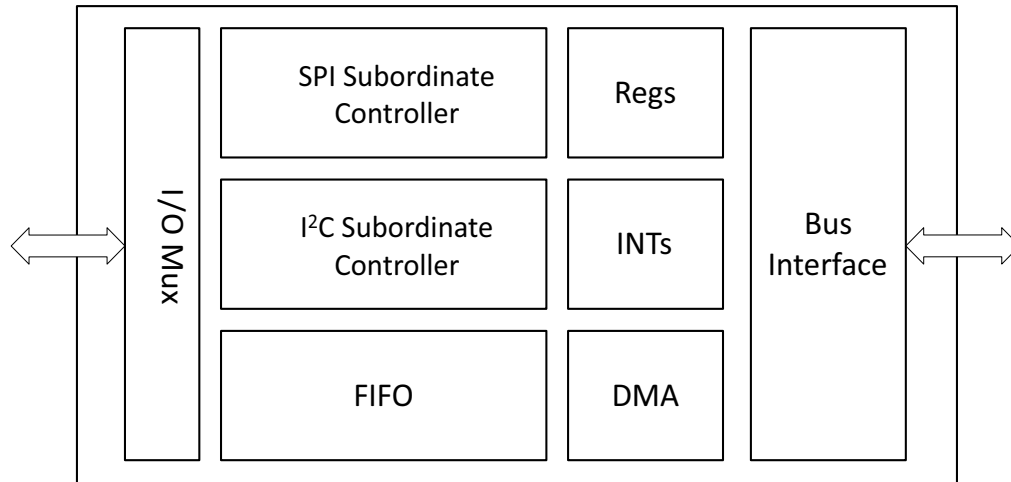 I/O Mux
SPI Subordinate
Controller
Regs
I²C Subordinate
Controller
INTs
Bus
Interface
FIFO
DMA